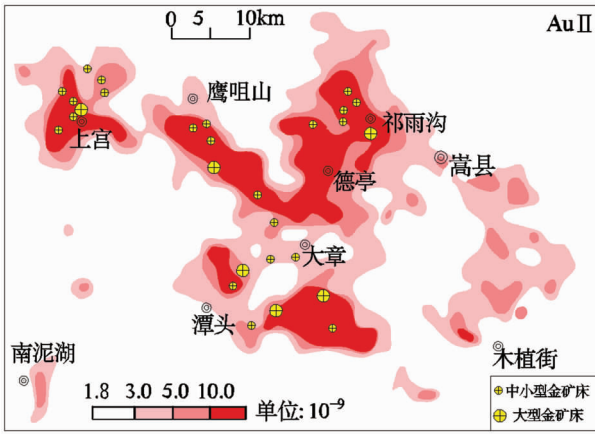 0 5 10km
AuⅡ
鹰咀山
祁雨沟
上宫
嵩县
德亭
大章
潭头
南泥湖
木植街
1.8 3.0 5.0 10.0
单位: 10⁻⁹
中小型金矿床
大型金矿床